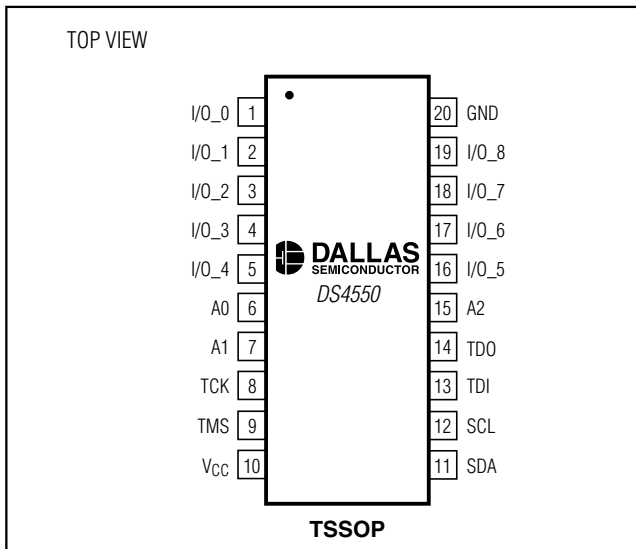 TOP VIEW
I/O_0 1
I/O_1 2
I/O_2 3
I/O_3 4
I/O_4 5
A0 6
A1 7
TCK 8
TMS 9
VCC 10
DALLAS
SEMICONDUCTOR
DS4550
20 GND
19 I/O_8
18 I/O_7
17 I/O_6
16 I/O_5
15 A2
14 TDO
13 TDI
12 SCL
11 SDA
TSSOP